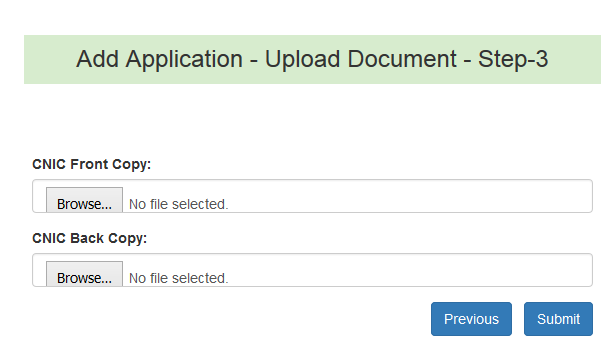 Add Application - Upload Document - Step-3
CNIC Front Copy:
Browse... No file selected.
CNIC Back Copy:
Browse... No file selected.
Previous Submit